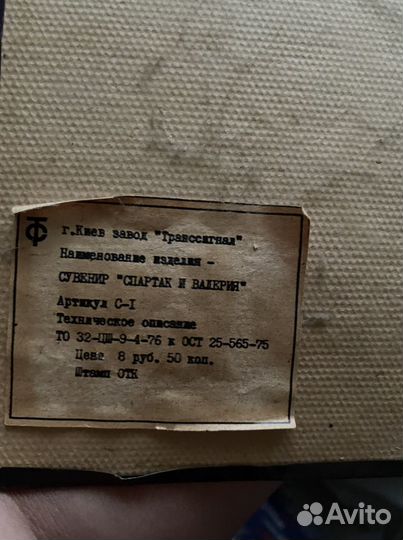 г.Киев завод "Транссигнал"
Наименование изделия -
СУВЕНИР "СПАРТАК И ВАЛЕРИЯ"
Артикул С-I
Техническое описание
ТО 32-ЦШ-9-4-76 к ОСТ 25-565-75
Цена 8 руб. 50 коп.
Штамп ОТК
Avito